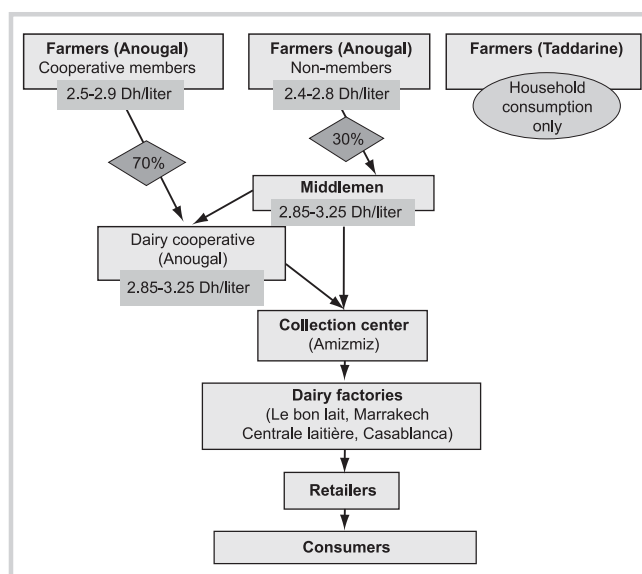 Farmers (Anougal)
Cooperative members
2.5-2.9 Dh/liter
Farmers (Anougal)
Non-members
2.4-2.8 Dh/liter
Farmers (Taddarine)
Household
consumption
only
70%
30%
Middlemen
2.85-3.25 Dh/liter
Dairy cooperative
(Anougal)
2.85-3.25 Dh/liter
Collection center
(Amizmiz)
Dairy factories
(Le bon lait, Marrakech
Centrale laitière, Casablanca)
Retailers
Consumers